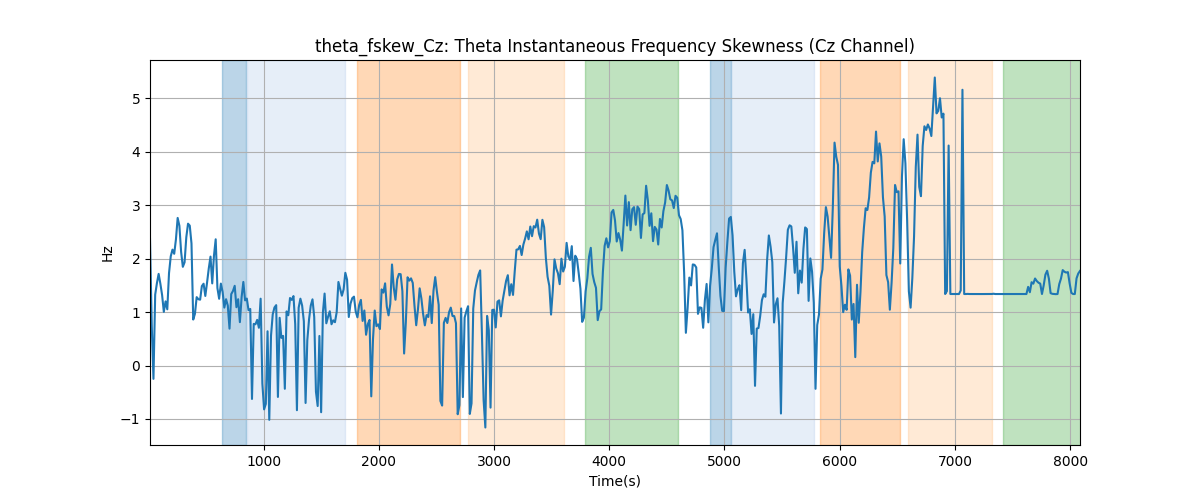 theta_fskew_Cz: Theta Instantaneous Frequency Skewness (Cz Channel)
5
4
3
2
1
0
−1
Hz
1000 2000 3000 4000 5000 6000 7000 8000
Time(s)